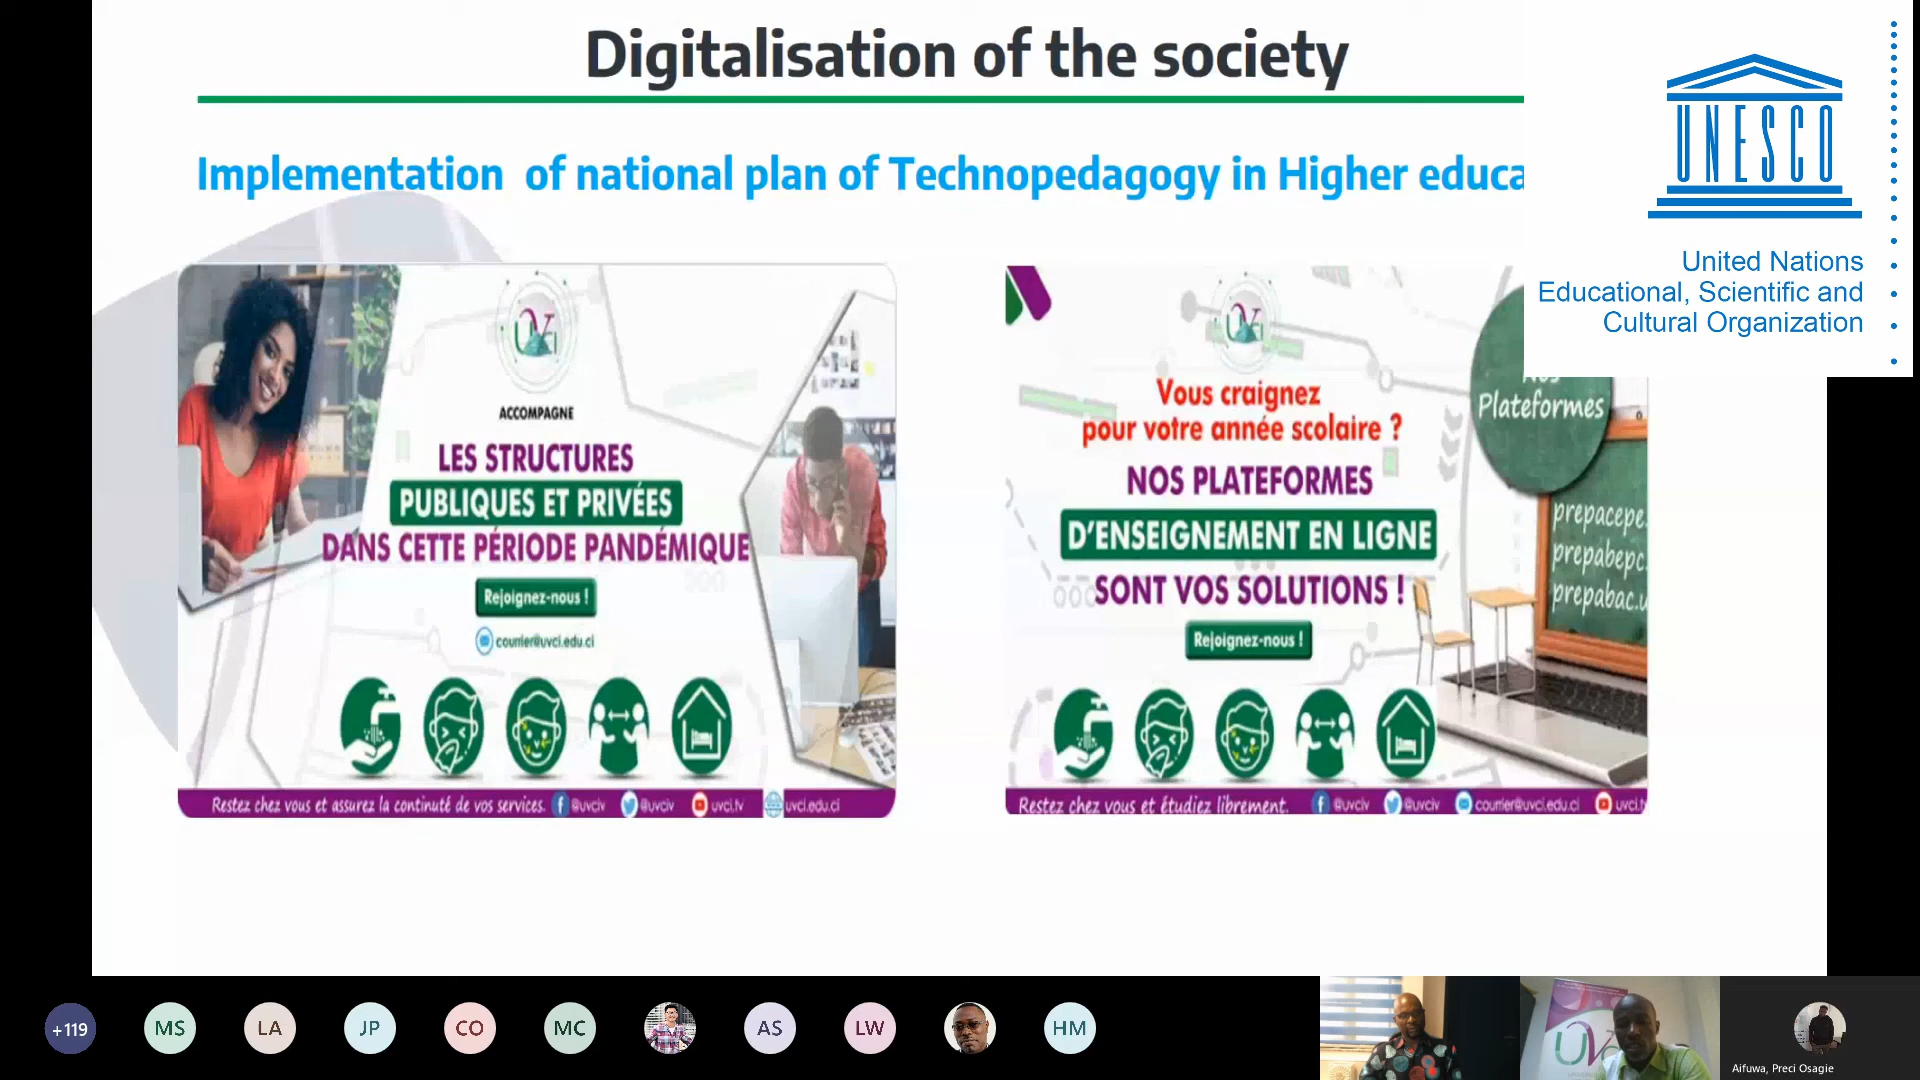 Digitalisation of the society
Implementation of national plan of Technopedagogy in Higher educa
UNESCO
United Nations
Educational, Scientific and
Cultural Organization
UVCI
ACCOMPAGNE
LES STRUCTURES
PUBLIQUES ET PRIVÉES
DANS CETTE PÉRIODE PANDÉMIQUE
Rejoignez-nous !
courrier@uvci.edu.ci
Restez chez vous et assurez la continuté de vos services. @uvciv @uvciv uvci.tv uvci.edu.ci
UVCI
Vous craignez
pour votre année scolaire ?
NOS PLATEFORMES
D'ENSEIGNEMENT EN LIGNE
SONT VOS SOLUTIONS !
Rejoignez-nous !
Nos
Plateformes
prepacepe.
prepabepc.
prepabac.u
Restez chez vous et étudiez librement. @uvciv @uvciv courrier@uvci.edu.ci uvci.t
+119
MS
LA
JP
CO
MC
AS
LW
HM
Aifuwa, Preci Osagie